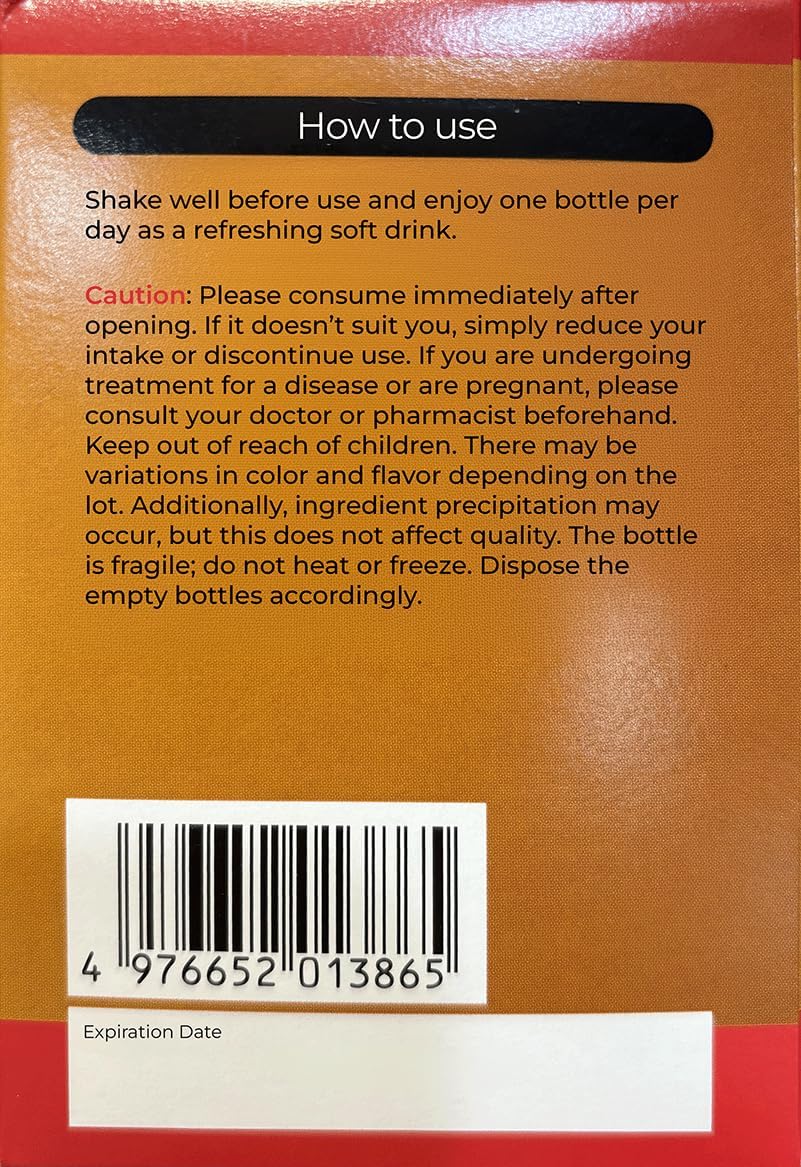 How to use
Shake well before use and enjoy one bottle per
day as a refreshing soft drink.
Caution: Please consume immediately after
opening. If it doesn’t suit you, simply reduce your
intake or discontinue use. If you are undergoing
treatment for a disease or are pregnant, please
consult your doctor or pharmacist beforehand.
Keep out of reach of children. There may be
variations in color and flavor depending on the
lot. Additionally, ingredient precipitation may
occur, but this does not affect quality. The bottle
is fragile; do not heat or freeze. Dispose the
empty bottles accordingly.
4 976652 013865
Expiration Date